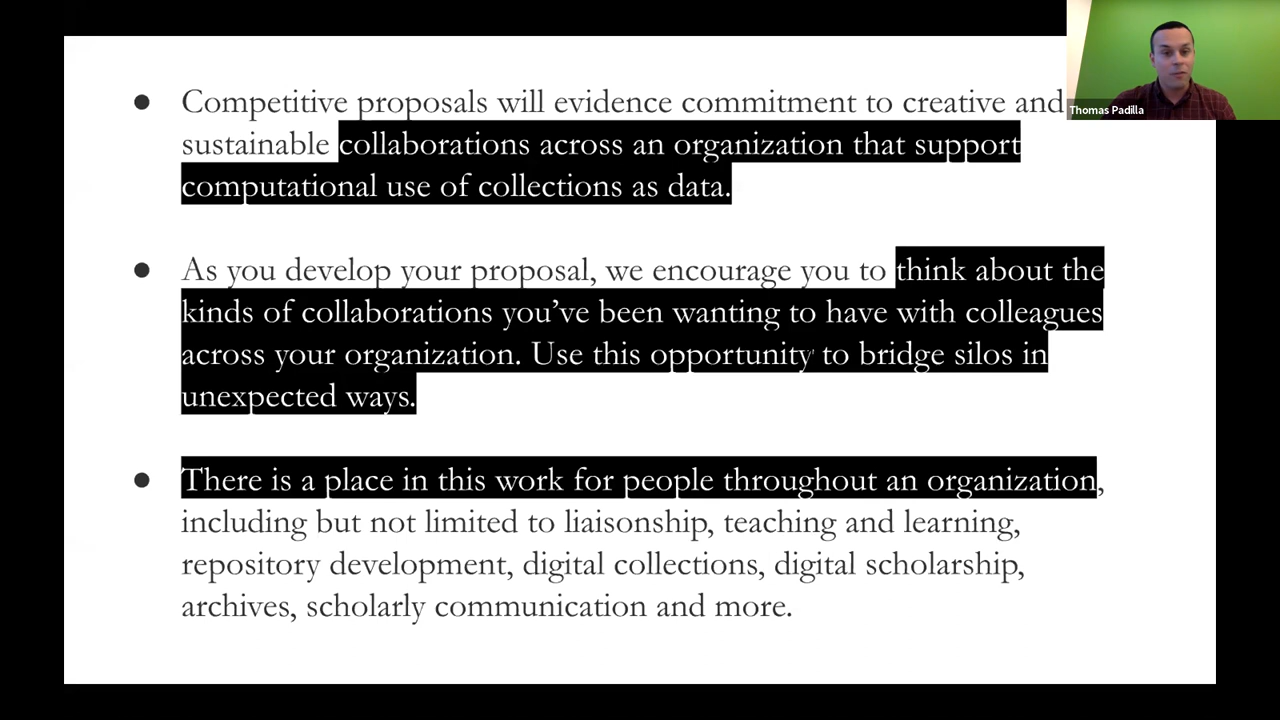 ● Competitive proposals will evidence commitment to creative and
sustainable collaborations across an organization that support
computational use of collections as data.
● As you develop your proposal, we encourage you to think about the
kinds of collaborations you’ve been wanting to have with colleagues
across your organization. Use this opportunity to bridge silos in
unexpected ways.
● There is a place in this work for people throughout an organization,
including but not limited to liaisonship, teaching and learning,
repository development, digital collections, digital scholarship,
archives, scholarly communication and more.
Thomas Padilla